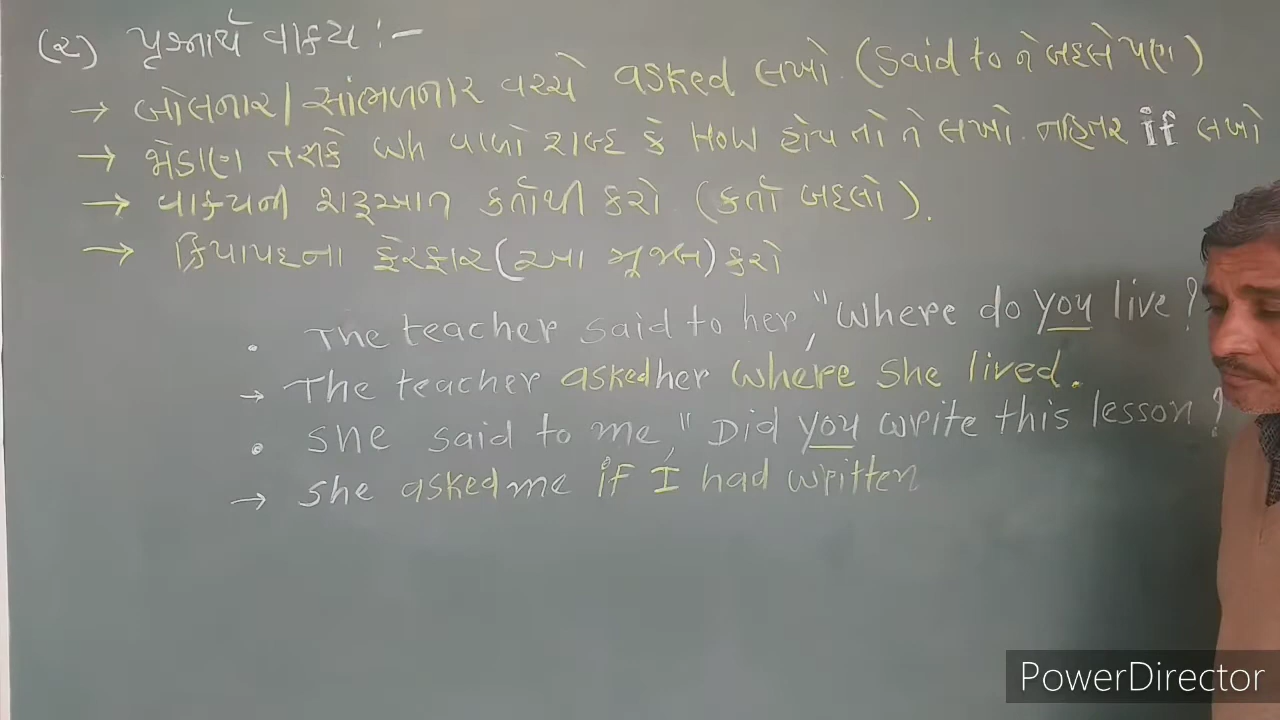 (૨) પ્રશ્નાર્થ વાક્ય :-
→ બોલનાર / સાંભળનાર વચ્ચે asked લખો. (said to ને બદલે પણ)
→ જોડાણ તરીકે wh વાળો શબ્દ કે How હોય તો તે લખો. નહિતર if લખો
→ વાક્યની શરૂઆત કર્તાથી કરો. (કર્તા બદલો).
→ ક્રિયાપદના ફેરફાર (આ મૂજબ) કરો
• The teacher said to her, "Where do you live?
→ The teacher asked her where she lived.
• She said to me, "Did you write this lesson?
→ She asked me if I had written
PowerDirector